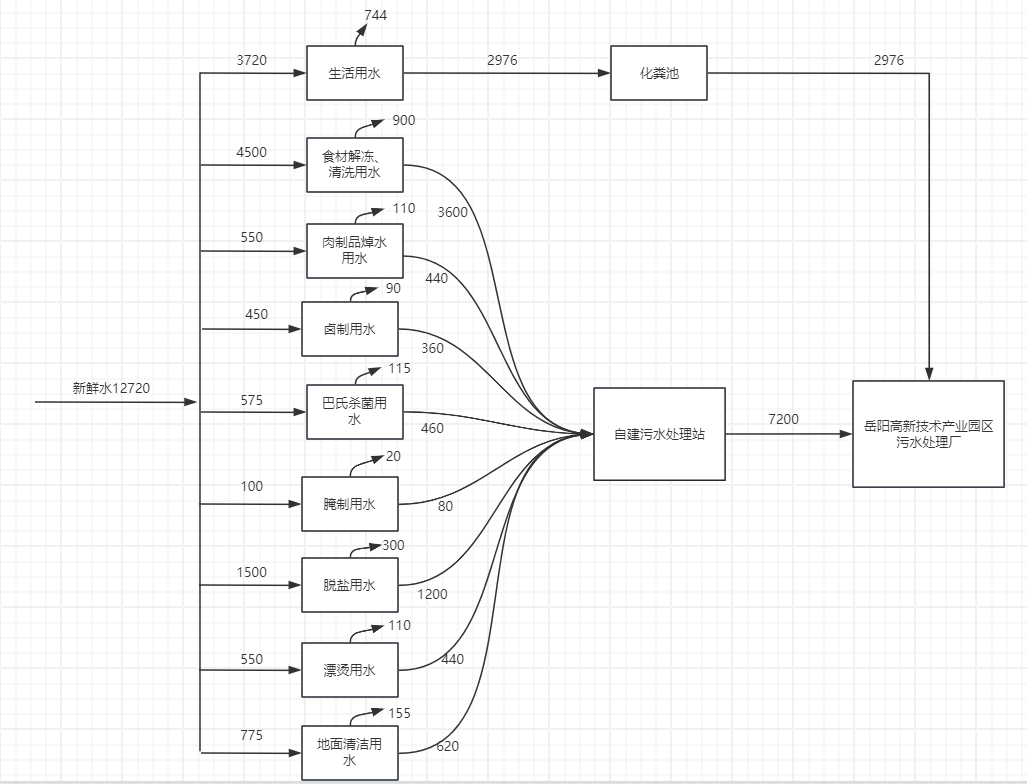 744
3720
生活用水
2976
化粪池
2976
900
4500
食材解冻、
清洗用水
3600
110
550
肉制品焯水
用水
440
90
450
卤制用水
360
115
新鲜水12720
575
巴氏杀菌用
水
460
自建污水处理站
7200
岳阳高新技术产业园区
污水处理厂
20
100
腌制用水
80
300
1500
脱盐用水
1200
110
550
漂烫用水
440
155
775
地面清洁用
水
620